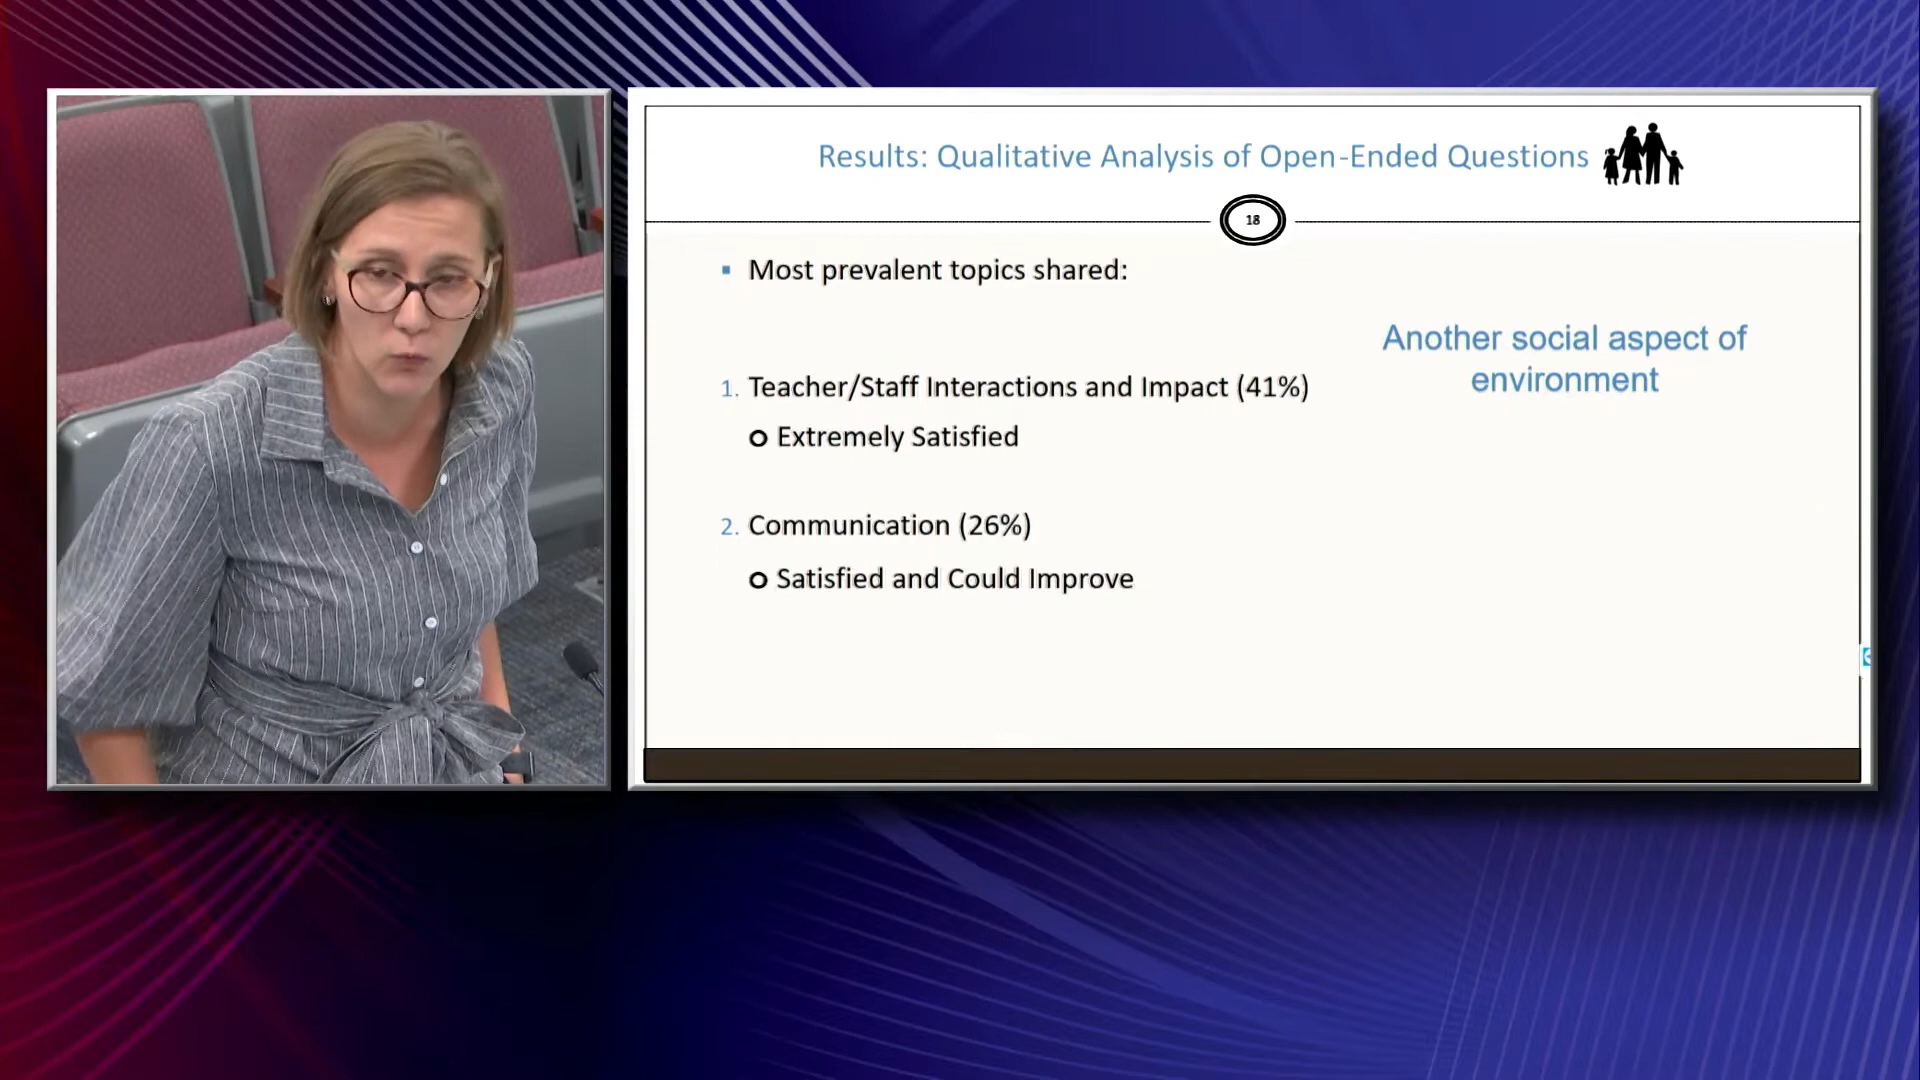 Results: Qualitative Analysis of Open-Ended Questions
18
▪ Most prevalent topics shared:
Another social aspect of
environment
1. Teacher/Staff Interactions and Impact (41%)
o Extremely Satisfied
2. Communication (26%)
o Satisfied and Could Improve